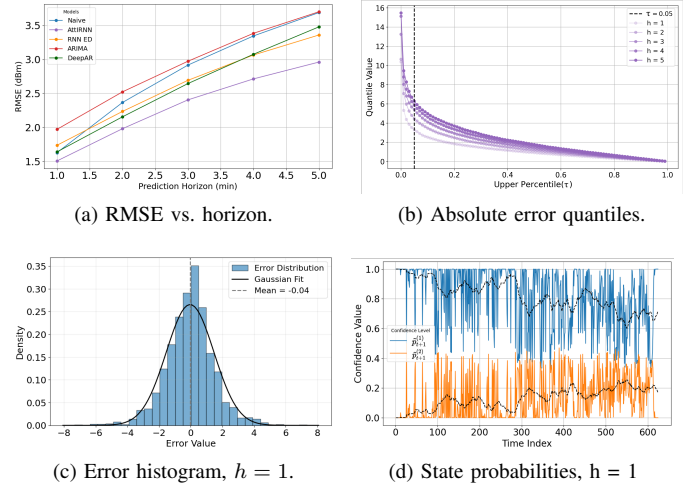 Models
Naive
AttIRNN
RNN ED
ARIMA
DeepAR
3.5
3.0
2.5
2.0
1.5
RMSE (dBm)
1.0 1.5 2.0 2.5 3.0 3.5 4.0 4.5 5.0
Prediction Horizon (min)
(a) RMSE vs. horizon.
τ = 0.05
h = 1
h = 2
h = 3
h = 4
h = 5
16
14
12
10
8
6
4
2
0
Quantile Value
0.0 0.2 0.4 0.6 0.8 1.0
Upper Percentile(τ)
(b) Absolute error quantiles.
Error Distribution
Gaussian Fit
Mean = -0.04
0.35
0.30
0.25
0.20
0.15
0.10
0.05
0.00
Density
−8 −6 −4 −2 0 2 4 6 8
Error Value
(c) Error histogram, h = 1.
1.0
0.8
0.6
0.4
0.2
0.0
Confidence Value
Confidence Level
0 100 200 300 400 500 600
Time Index
(d) State probabilities, h = 1